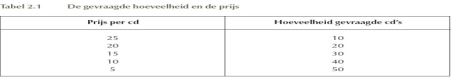 Tabel 2.1 De gevraagde hoeveelheid en de prijs
Prijs per cd Hoeveelheid gevraagde cd's
25 10
20 20
15 30
10 40
5 50